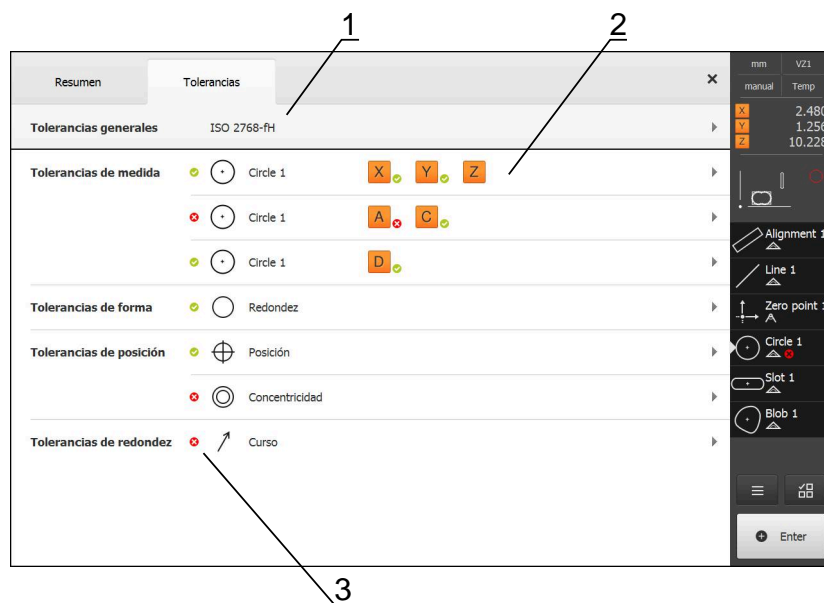 1
2
Resumen
Tolerancias
×
Tolerancias generales ISO 2768-fH
Tolerancias de medida Circle 1 X Y Z
Circle 1 A C
Circle 1 D
Tolerancias de forma Redondez
Tolerancias de posición Posición
Concentricidad
Tolerancias de redondez Curso
3
mm VZ1
manual Temp
X 2.480
Y 1.256
Z 10.228
Alignment 1
Line 1
Zero point 1
Circle 1
Slot 1
Blob 1
Enter